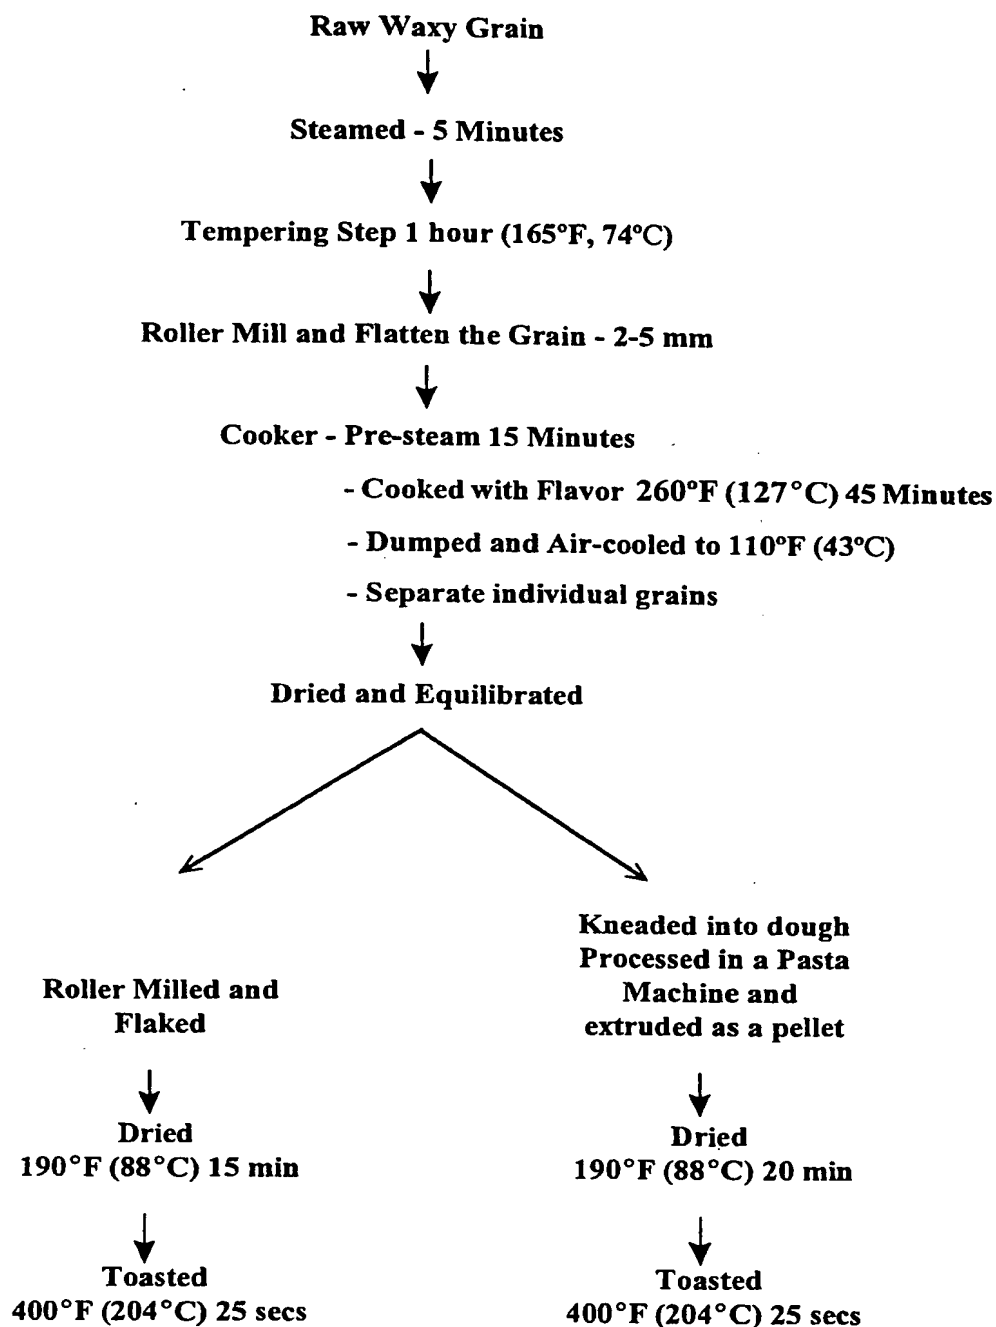 Raw Waxy Grain
Steamed - 5 Minutes
Tempering Step 1 hour (165°F, 74°C)
Roller Mill and Flatten the Grain - 2-5 mm
Cooker - Pre-steam 15 Minutes
- Cooked with Flavor 260°F (127°C) 45 Minutes
- Dumped and Air-cooled to 110°F (43°C)
- Separate individual grains
Dried and Equilibrated
Roller Milled and
Flaked
Dried
190°F (88°C) 15 min
Toasted
400°F (204°C) 25 secs
Kneaded into dough
Processed in a Pasta
Machine and
extruded as a pellet
Dried
190°F (88°C) 20 min
Toasted
400°F (204°C) 25 secs